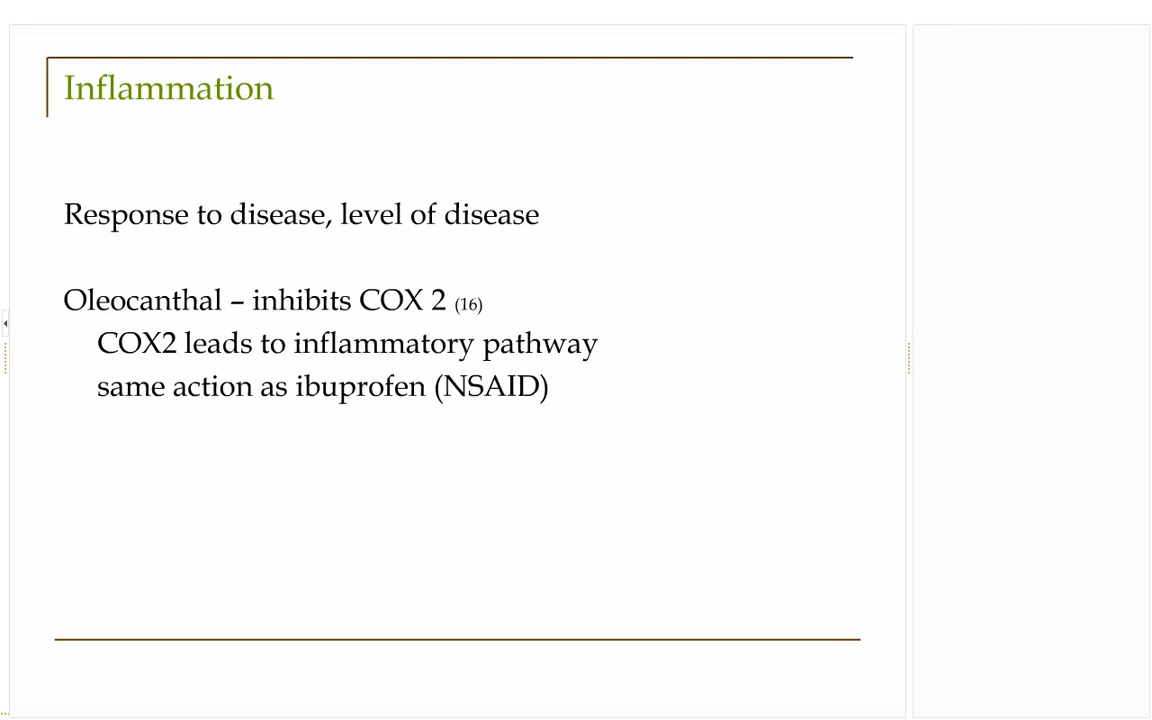 Inflammation
Response to disease, level of disease
Oleocanthal – inhibits COX 2 (16)
COX2 leads to inflammatory pathway
same action as ibuprofen (NSAID)